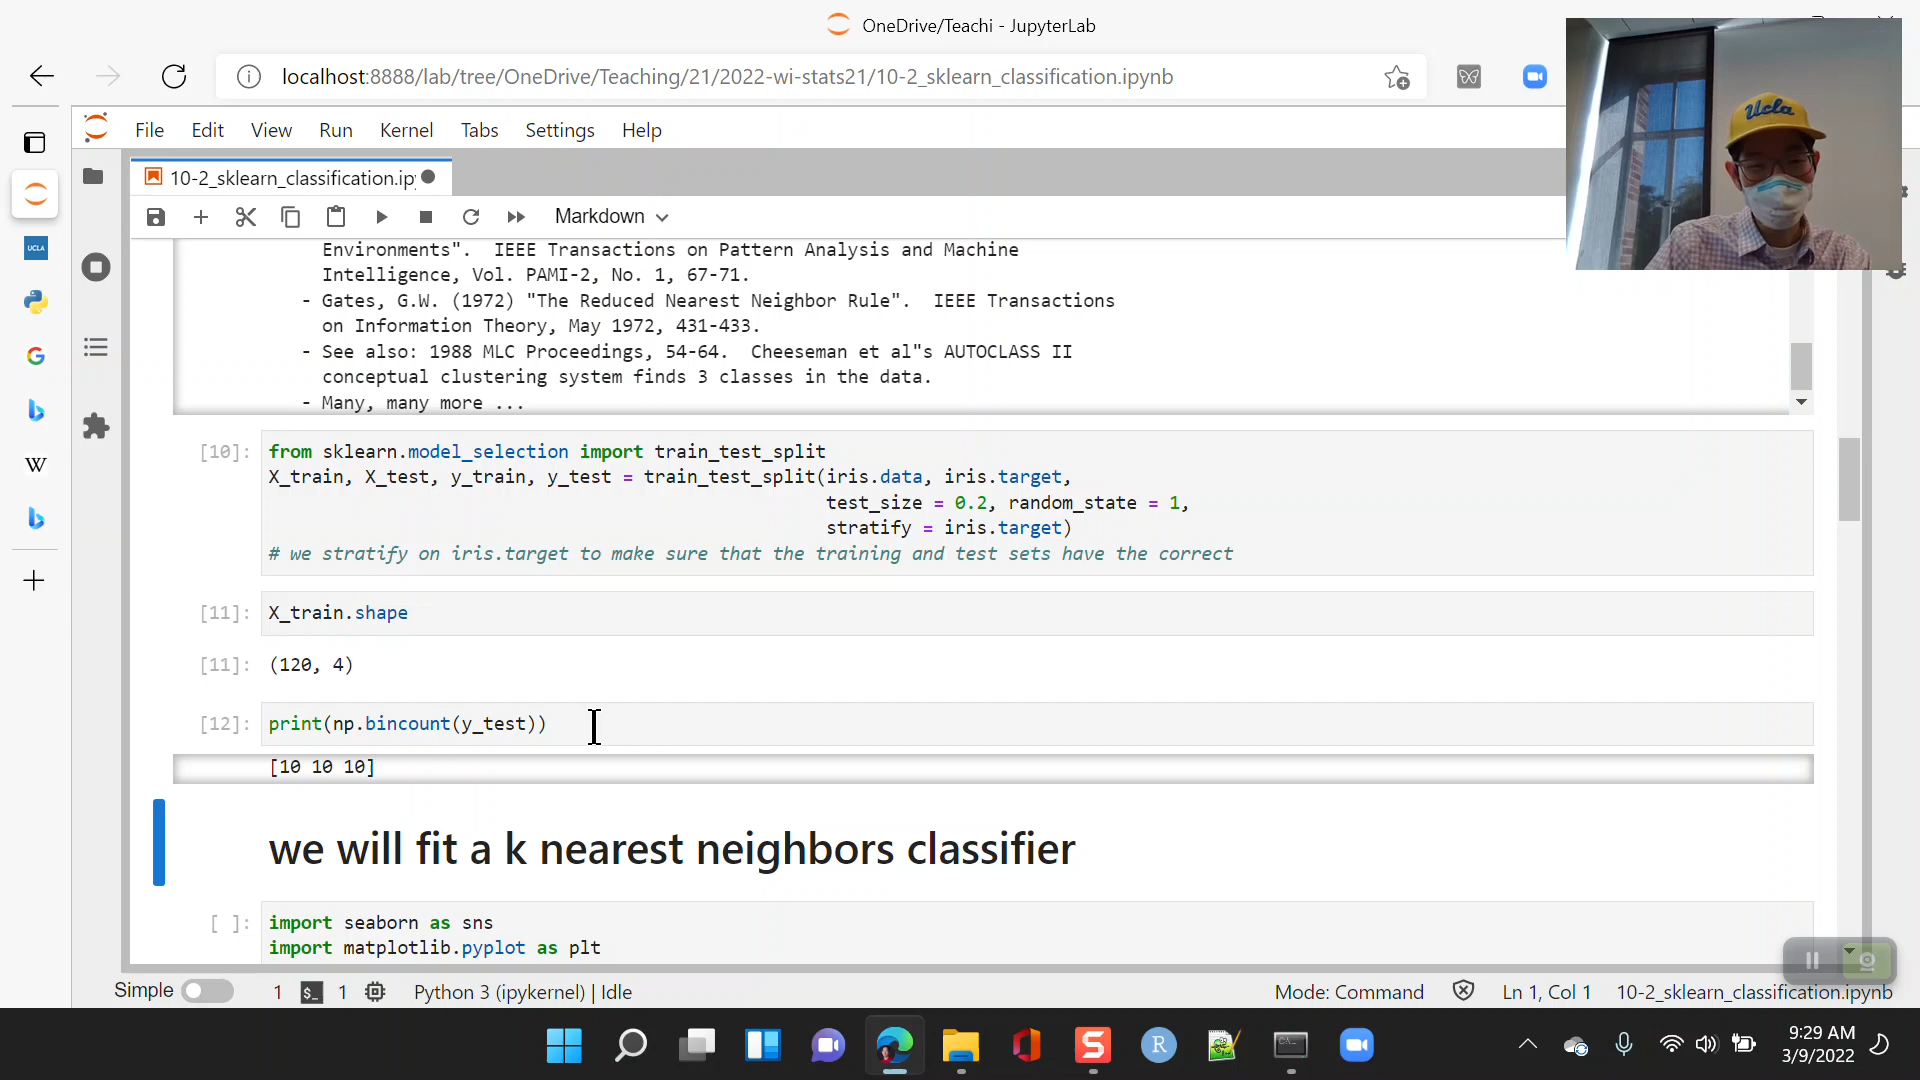 OneDrive/Teachi - JupyterLab
localhost:8888/lab/tree/OneDrive/Teaching/21/2022-wi-stats21/10-2_sklearn_classification.ipynb
File Edit View Run Kernel Tabs Settings Help
Ucla
UCLA
10-2_sklearn_classification.ip
Markdown
Environments".  IEEE Transactions on Pattern Analysis and Machine
Intelligence, Vol. PAMI-2, No. 1, 67-71.
- Gates, G.W. (1972) "The Reduced Nearest Neighbor Rule".  IEEE Transactions
on Information Theory, May 1972, 431-433.
- See also: 1988 MLC Proceedings, 54-64.  Cheeseman et al"s AUTOCLASS II
conceptual clustering system finds 3 classes in the data.
- Many, many more ...
[10]: from sklearn.model_selection import train_test_split
X_train, X_test, y_train, y_test = train_test_split(iris.data, iris.target,
test_size = 0.2, random_state = 1,
stratify = iris.target)
# we stratify on iris.target to make sure that the training and test sets have the correct
[11]: X_train.shape
[11]: (120, 4)
[12]: print(np.bincount(y_test))
[10 10 10]
we will fit a k nearest neighbors classifier
[ ]: import seaborn as sns
import matplotlib.pyplot as plt
Simple 1 1 Python 3 (ipykernel) | Idle Mode: Command Ln 1, Col 1 10-2_sklearn_classification.ipynb
9:29 AM
3/9/2022